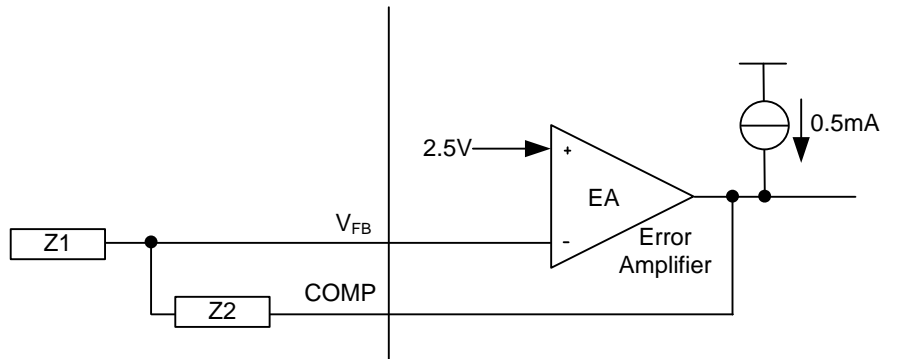 0.5mA
2.5V
+
EA
V_FB
-
Error
Amplifier
Z1
COMP
Z2